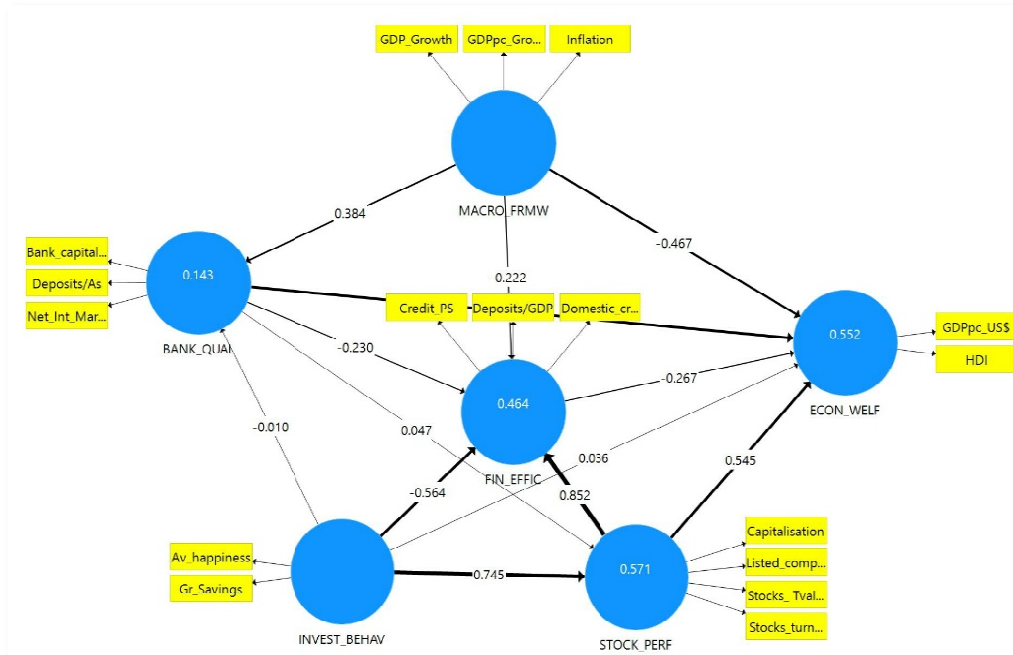 GDP_Growth
GDPpc_Gro...
Inflation
MACRO_FRMW
0.384
-0.467
0.222
Bank_capital...
Deposits/As
Net_Int_Mar...
0.143
BANK_QUAL
Credit_PS
Deposits/GDP
Domestic_cr...
0.552
GDPpc_US$
HDI
ECON_WELF
-0.230
-0.267
0.464
FIN_EFFIC
-0.010
0.047
0.036
0.545
-0.564
0.852
Av_happiness
Gr_Savings
INVEST_BEHAV
0.745
0.571
STOCK_PERF
Capitalisation
Listed_comp...
Stocks_ Tval...
Stocks_turn...